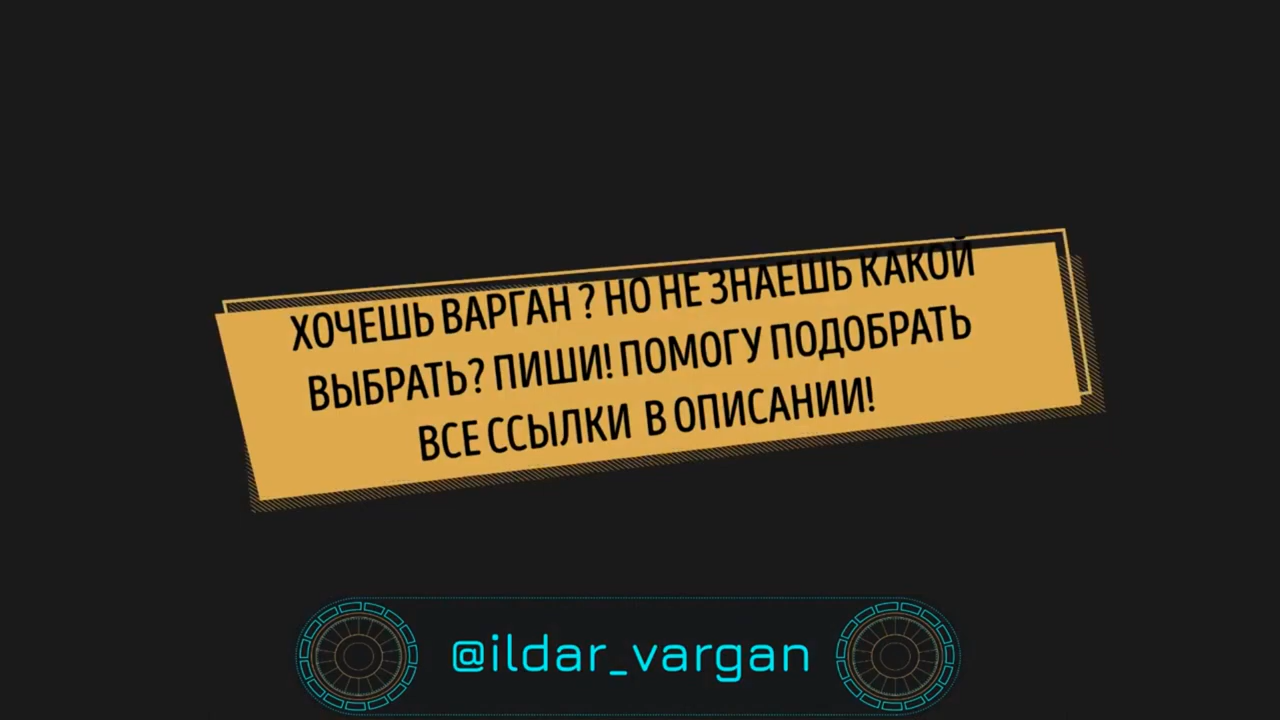 ХОЧЕШЬ ВАРГАН ? НО НЕ ЗНАЕШЬ КАКОЙ
ВЫБРАТЬ? ПИШИ! ПОМОГУ ПОДОБРАТЬ
ВСЕ ССЫЛКИ В ОПИСАНИИ!
@ildar_vargan